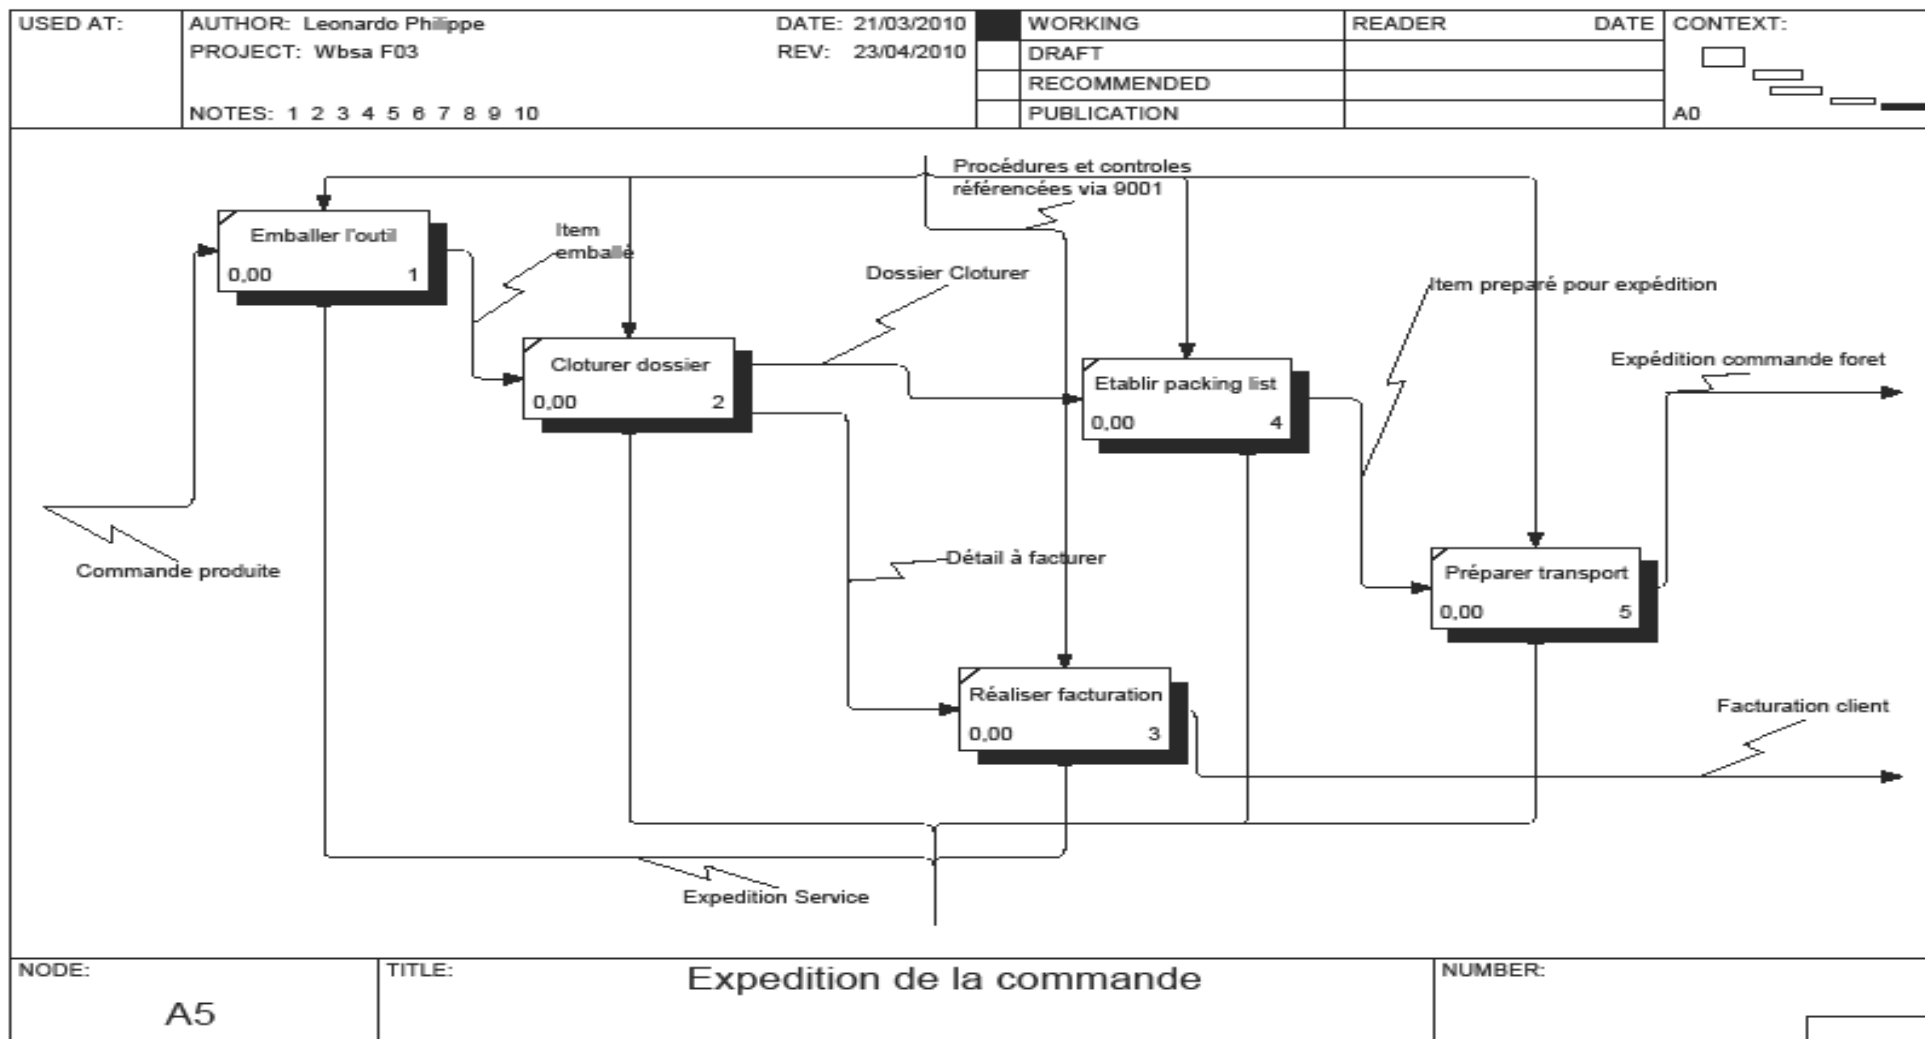 USED AT:
AUTHOR: Leonardo Philippe
DATE: 21/03/2010
WORKING
READER
DATE
CONTEXT:
PROJECT: Wbsa F03
REV: 23/04/2010
DRAFT
RECOMMENDED
NOTES: 1 2 3 4 5 6 7 8 9 10
PUBLICATION
A0
Procédures et controles
référencées via 9001
Emballer l'outil
0,00 1
Item
emballé
Dossier Cloturer
Item preparé pour expédition
Cloturer dossier
0,00 2
Etablir packing list
0,00 4
Expédition commande foret
Commande produite
Détail à facturer
Préparer transport
0,00 5
Réaliser facturation
0,00 3
Facturation client
Expedition Service
NODE:
A5
TITLE:
Expedition de la commande
NUMBER: